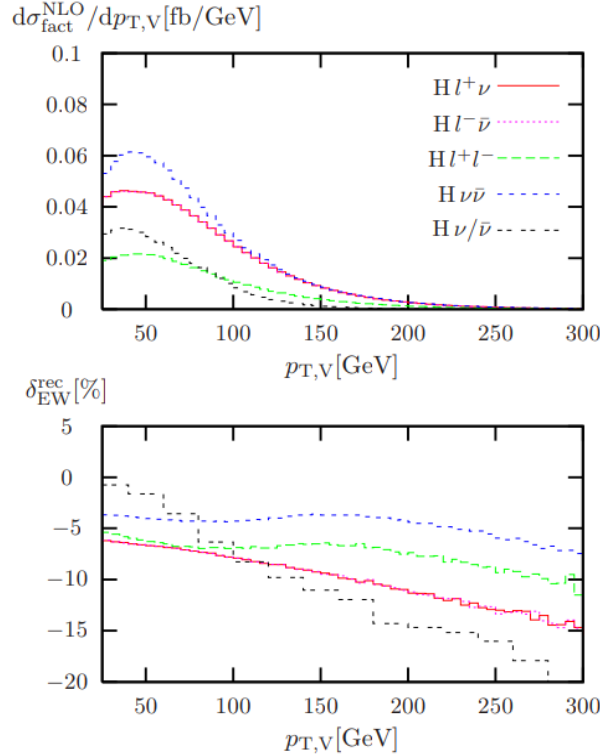 dσ^NLO_fact/dp_T,V[fb/GeV]
0.1
H l⁺ ν
0.08
H l⁻ ν̄
H l⁺l⁻
0.06
H νν̄
0.04
H ν/ν̄
0.02
0
50 100 150 200 250 300
p_T,V[GeV]
δ^rec_EW[%]
5
0
−5
−10
−15
−20
50 100 150 200 250 300
p_T,V[GeV]